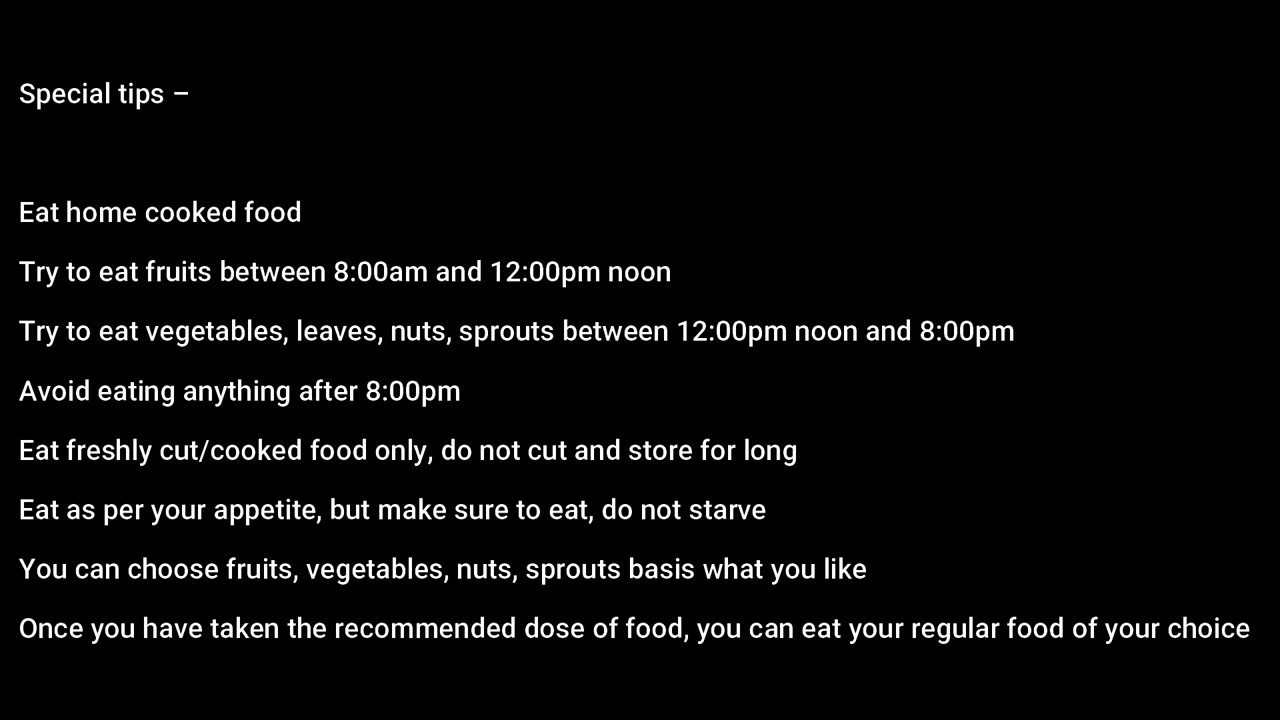 Special tips –
Eat home cooked food
Try to eat fruits between 8:00am and 12:00pm noon
Try to eat vegetables, leaves, nuts, sprouts between 12:00pm noon and 8:00pm
Avoid eating anything after 8:00pm
Eat freshly cut/cooked food only, do not cut and store for long
Eat as per your appetite, but make sure to eat, do not starve
You can choose fruits, vegetables, nuts, sprouts basis what you like
Once you have taken the recommended dose of food, you can eat your regular food of your choice